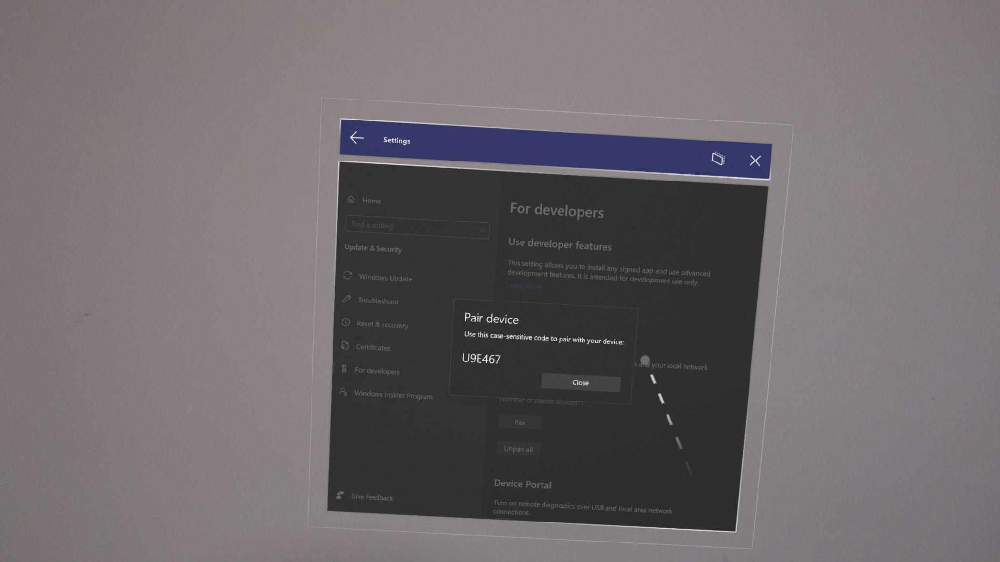 Settings
Home
Find a setting
Update & Security
Windows Update
Troubleshoot
Reset & recovery
Certificates
For developers
Windows Insider Program
Give feedback
For developers
Use developer features
This setting allows you to install any signed app and use advanced
development features. It is intended for development use only.
Learn more
Pair device
Use this case-sensitive code to pair with your device:
U9E467
Close
s and your local network.
Number of paired devices: 1
Pair
Unpair all
Device Portal
Turn on remote diagnostics over USB and local area network
connections.